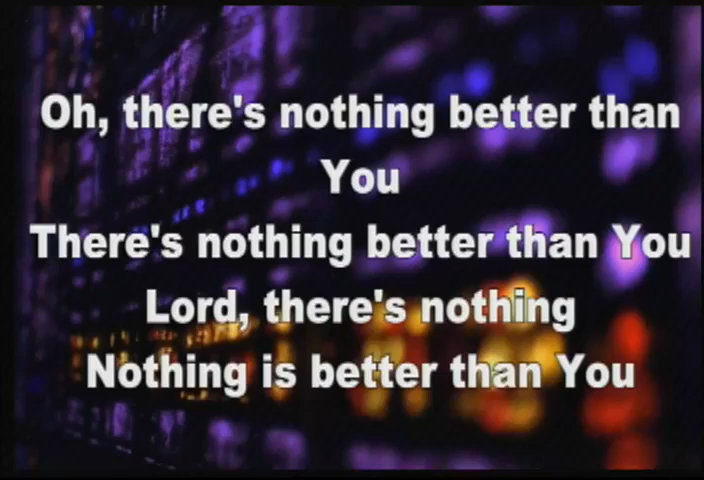 Oh, there's nothing better than
You
There's nothing better than You
Lord, there's nothing
Nothing is better than You